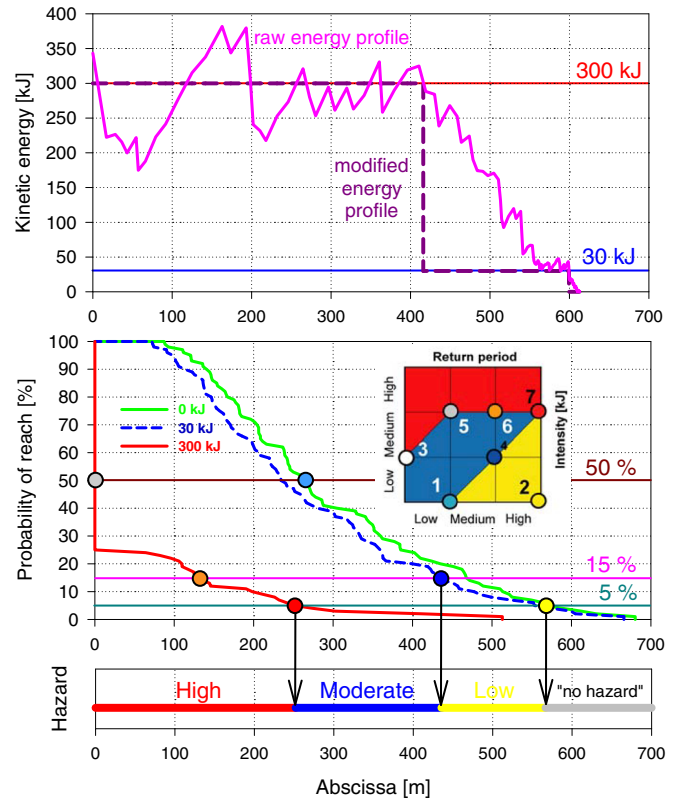 400
350
300
250
200
150
100
50
0
Kinetic energy [kJ]
raw energy profile
300 kJ
modified
energy
profile
30 kJ
0 100 200 300 400 500 600 700
100
90
80
70
60
50
40
30
20
10
0
Probability of reach [%]
0 kJ
30 kJ
300 kJ
Return period
High
Medium
Low
Intensity [kJ]
7
5 6
3 4
1 2
Low Medium High
50 %
15 %
5 %
0 100 200 300 400 500 600 700
Hazard
High Moderate Low "no hazard"
0 100 200 300 400 500 600 700
Abscissa [m]